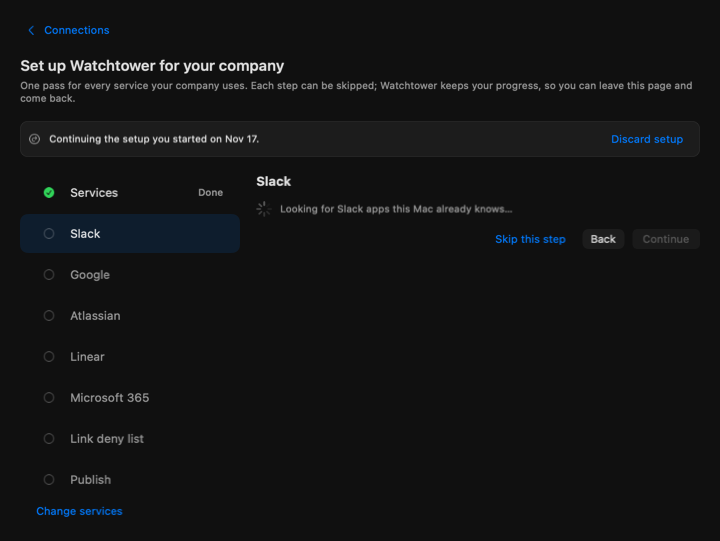 Connections
Set up Watchtower for your company
One pass for every service your company uses. Each step can be skipped; Watchtower keeps your progress, so you can leave this page and
come back.
Continuing the setup you started on Nov 17.
Discard setup
Services
Done
Slack
Google
Atlassian
Linear
Microsoft 365
Link deny list
Publish
Change services
Slack
Looking for Slack apps this Mac already knows...
Skip this step
Back
Continue